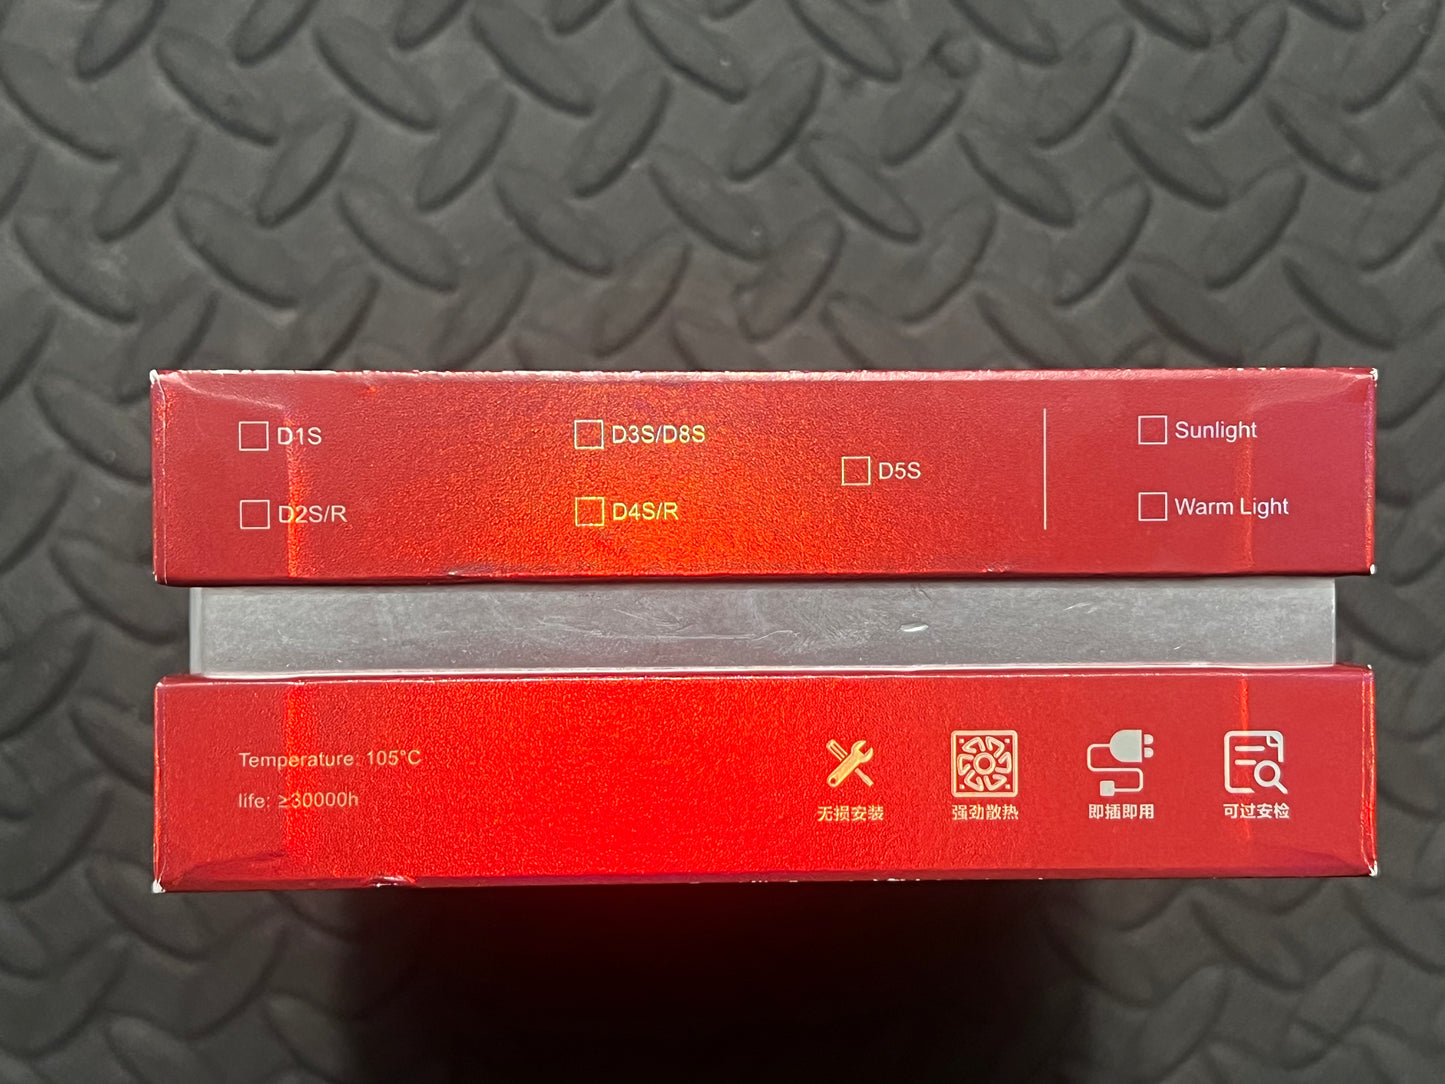 D1S
D3S/D8S
D5S
D2S/R
D4S/R
Sunlight
Warm Light
Temperature: 105°C
life: ≥30000h
无损安装
强劲散热
即插即用
可过安检